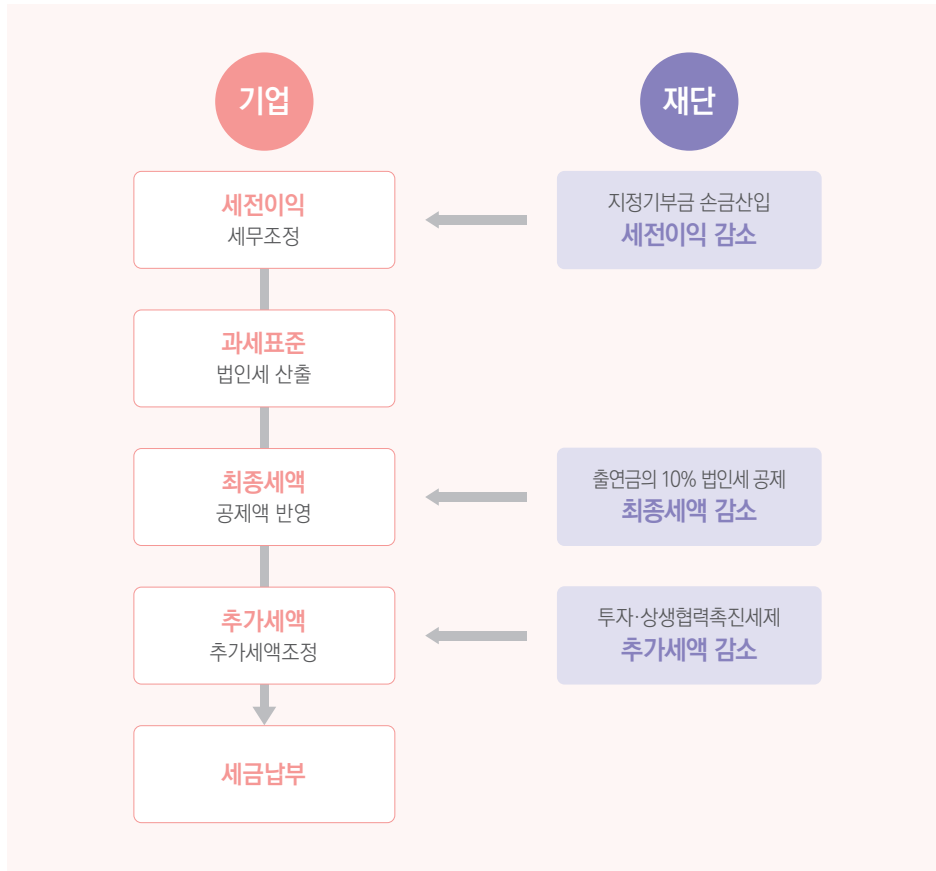 기업
재단
세전이익
세무조정
지정기부금 손금산입
세전이익 감소
과세표준
법인세 산출
최종세액
공제액 반영
출연금의 10% 법인세 공제
최종세액 감소
추가세액
추가세액조정
투자·상생협력촉진세제
추가세액 감소
세금납부